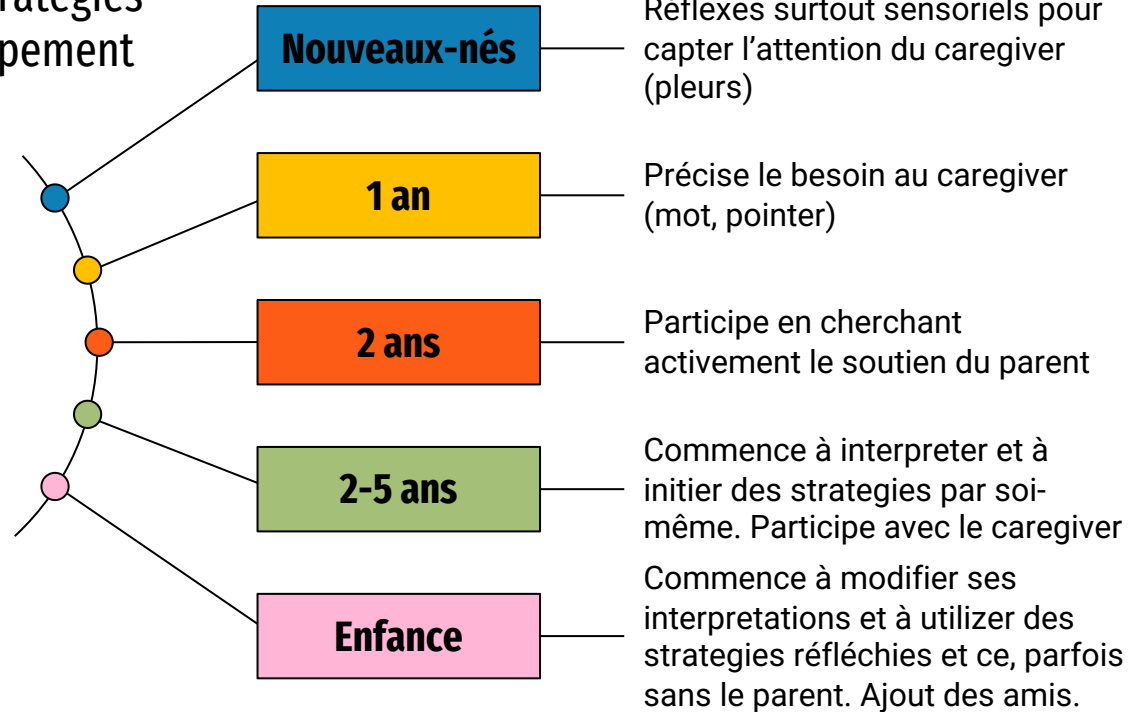 pement
Nouveaux-nés
Réflexes surtout sensoriels pour
capter l’attention du caregiver
(pleurs)
1 an
Précise le besoin au caregiver
(mot, pointer)
2 ans
Participe en cherchant
activement le soutien du parent
2-5 ans
Commence à interpreter et à
initier des strategies par soi-
même. Participe avec le caregiver
Enfance
Commence à modifier ses
interpretations et à utiliser des
strategies réfléchies et ce, parfois
sans le parent. Ajout des amis.